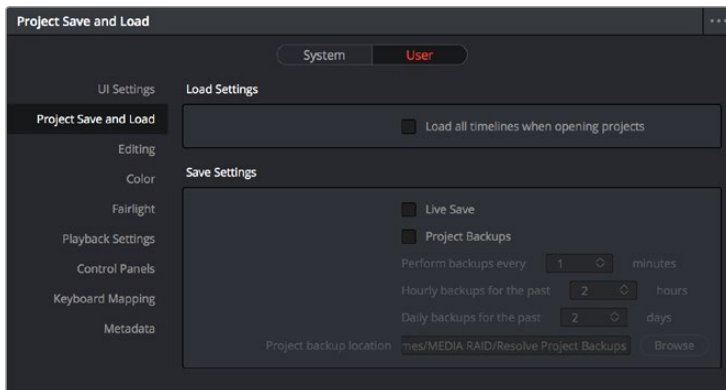 Project Save and Load
System User
UI Settings
Project Save and Load
Editing
Color
Fairlight
Playback Settings
Control Panels
Keyboard Mapping
Metadata
Load Settings
Load all timelines when opening projects
Save Settings
Live Save
Project Backups
Perform backups every 1 minutes
Hourly backups for the past 2 hours
Daily backups for the past 2 days
Project backup location mes/MEDIA RAID/Resolve Project Backups Browse